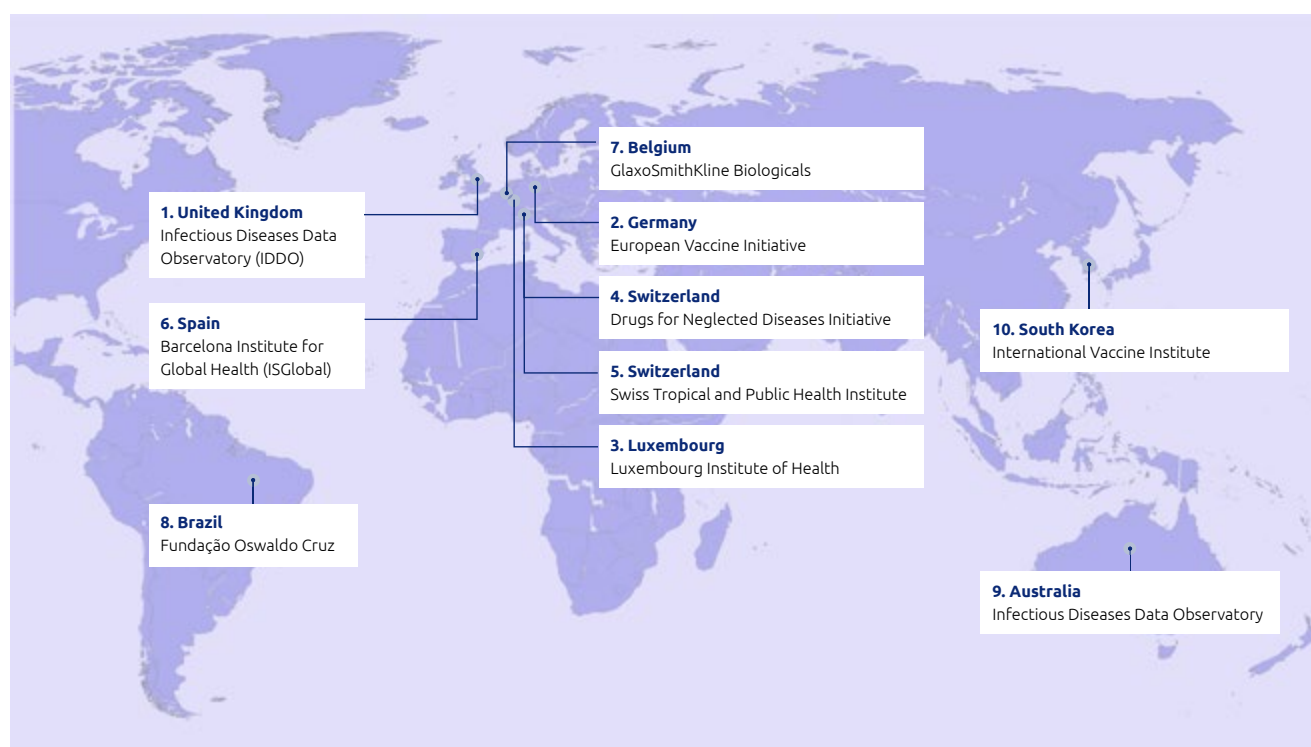 7. Belgium
GlaxoSmithKline Biologicals
1. United Kingdom
Infectious Diseases Data
Observatory (IDDO)
2. Germany
European Vaccine Initiative
4. Switzerland
Drugs for Neglected Diseases Initiative
6. Spain
Barcelona Institute for
Global Health (ISGlobal)
10. South Korea
International Vaccine Institute
5. Switzerland
Swiss Tropical and Public Health Institute
3. Luxembourg
Luxembourg Institute of Health
8. Brazil
Fundação Oswaldo Cruz
9. Australia
Infectious Diseases Data Observatory